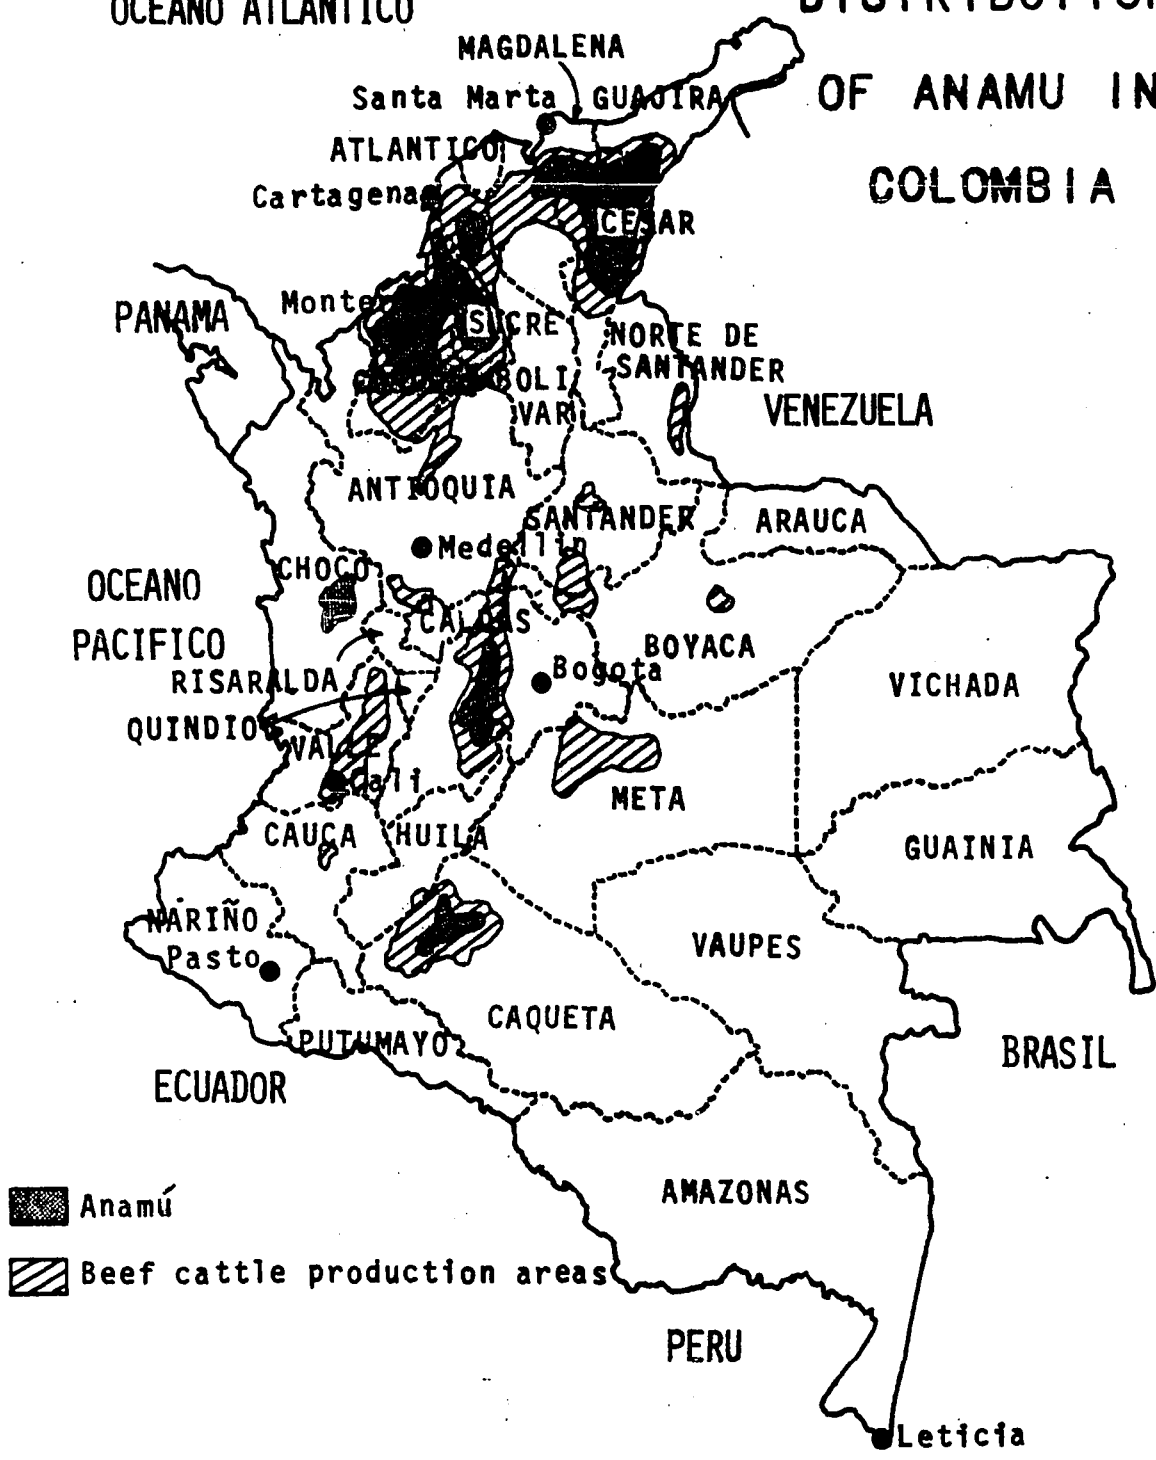 OCEANO ATLANTICO
OF ANAMU IN
COLOMBIA
MAGDALENA
Santa Marta
GUAJIRA
ATLANTICO
Cartagena
CESAR
PANAMA
SUCRE
NORTE DE
SANTANDER
BOLI
VAR
VENEZUELA
ANTIOQUIA
SANTANDER
ARAUCA
Medellin
CHOCO
OCEANO
PACIFICO
CALDAS
BOYACA
Bogota
RISARALDA
VICHADA
QUINDIO
VALLE
Cali
META
CAUCA
HUILA
GUAINIA
NARIÑO
Pasto
VAUPES
CAQUETA
PUTUMAYO
BRASIL
ECUADOR
AMAZONAS
Anamú
Beef cattle production areas
PERU
Leticia